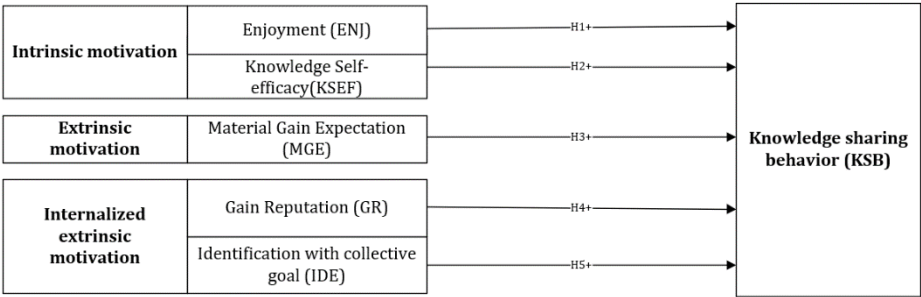 Intrinsic motivation
Enjoyment (ENJ)
H1+
Knowledge Self-
efficacy(KSEF)
H2+
Extrinsic
motivation
Material Gain Expectation
(MGE)
H3+
Knowledge sharing
behavior (KSB)
Internalized
extrinsic
motivation
Gain Reputation (GR)
H4+
Identification with collective
goal (IDE)
H5+